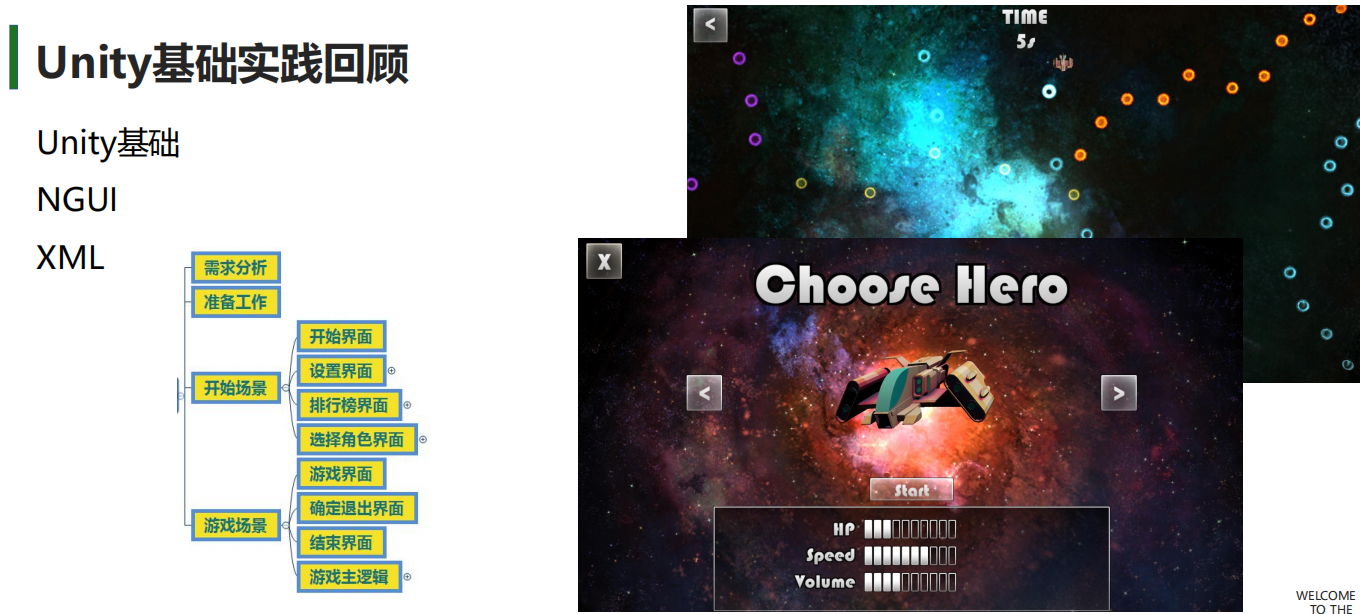 Unity基础实践回顾
Unity基础
NGUI
XML
需求分析
准备工作
开始场景
开始界面
设置界面
排行榜界面
选择角色界面
游戏场景
游戏界面
确定退出界面
结束界面
游戏主逻辑
<
TIME
5s
X
Choose Hero
<
>
Start
HP
Speed
Volume
WELCOME
TO THE